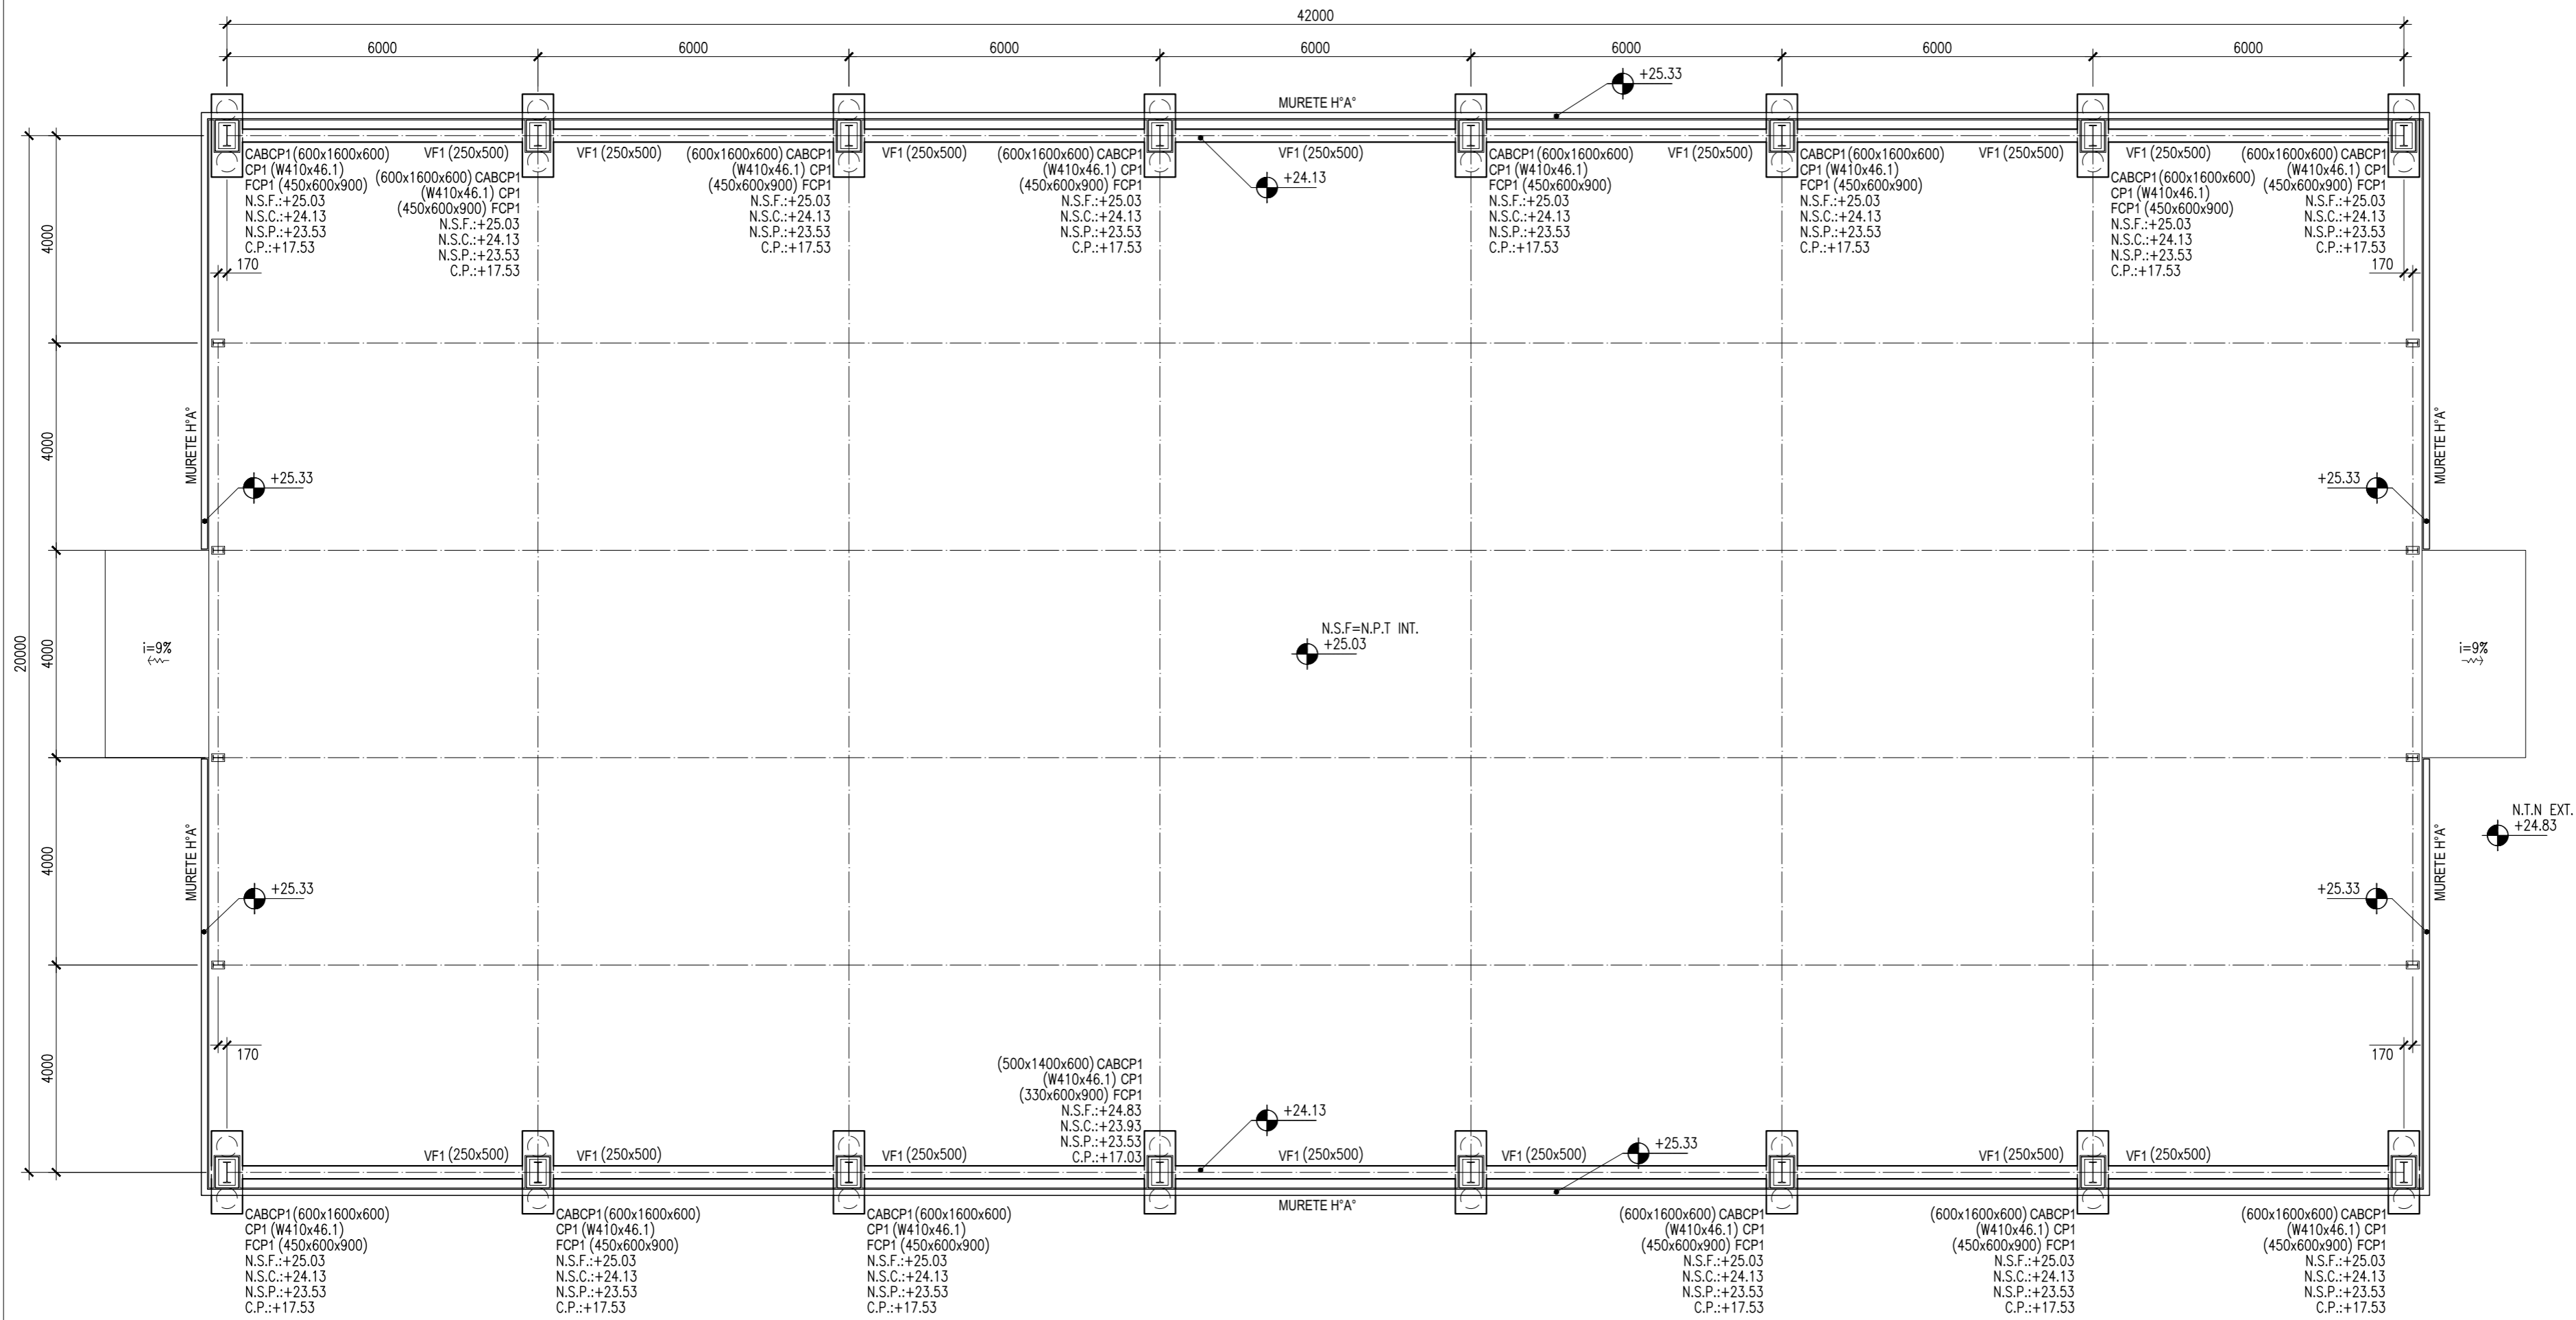 42000
6000
6000
6000
6000
6000
6000
6000
+25.33
MURETE H°A°
VF1 (250x500)
VF1 (250x500)
VF1 (250x500)
VF1 (250x500)
VF1 (250x500)
VF1 (250x500)
VF1 (250x500)
CABCP1 (600x1600x600)
CP1 (W410x46.1)
FCP1 (450x600x900)
N.S.F.:+25.03
N.S.C.:+24.13
N.S.P.:+23.53
C.P.:+17.53
(600x1600x600) CABCP1
(W410x46.1) CP1
(450x600x900) FCP1
N.S.F.:+25.03
N.S.C.:+24.13
N.S.P.:+23.53
C.P.:+17.53
(600x1600x600) CABCP1
(W410x46.1) CP1
(450x600x900) FCP1
N.S.F.:+25.03
N.S.C.:+24.13
N.S.P.:+23.53
C.P.:+17.53
(600x1600x600) CABCP1
(W410x46.1) CP1
(450x600x900) FCP1
N.S.F.:+25.03
N.S.C.:+24.13
N.S.P.:+23.53
C.P.:+17.53
+24.13
CABCP1 (600x1600x600)
CP1 (W410x46.1)
FCP1 (450x600x900)
N.S.F.:+25.03
N.S.C.:+24.13
N.S.P.:+23.53
C.P.:+17.53
CABCP1 (600x1600x600)
CP1 (W410x46.1)
FCP1 (450x600x900)
N.S.F.:+25.03
N.S.C.:+24.13
N.S.P.:+23.53
C.P.:+17.53
CABCP1 (600x1600x600)
CP1 (W410x46.1)
FCP1 (450x600x900)
N.S.F.:+25.03
N.S.C.:+24.13
N.S.P.:+23.53
C.P.:+17.53
(600x1600x600) CABCP1
(W410x46.1) CP1
(450x600x900) FCP1
N.S.F.:+25.03
N.S.C.:+24.13
N.S.P.:+23.53
C.P.:+17.53
170
170
20000
4000
4000
4000
4000
4000
MURETE H°A°
+25.33
+25.33
MURETE H°A°
i=9%
N.S.F=N.P.T INT.
+25.03
i=9%
N.T.N EXT.
+24.83
MURETE H°A°
+25.33
+25.33
MURETE H°A°
170
170
(500x1400x600) CABCP1
(W410x46.1) CP1
(330x600x900) FCP1
N.S.F.:+24.83
N.S.C.:+23.93
N.S.P.:+23.53
C.P.:+17.03
+24.13
+25.33
VF1 (250x500)
VF1 (250x500)
VF1 (250x500)
VF1 (250x500)
VF1 (250x500)
VF1 (250x500)
VF1 (250x500)
MURETE H°A°
CABCP1 (600x1600x600)
CP1 (W410x46.1)
FCP1 (450x600x900)
N.S.F.:+25.03
N.S.C.:+24.13
N.S.P.:+23.53
C.P.:+17.53
CABCP1 (600x1600x600)
CP1 (W410x46.1)
FCP1 (450x600x900)
N.S.F.:+25.03
N.S.C.:+24.13
N.S.P.:+23.53
C.P.:+17.53
CABCP1 (600x1600x600)
CP1 (W410x46.1)
FCP1 (450x600x900)
N.S.F.:+25.03
N.S.C.:+24.13
N.S.P.:+23.53
C.P.:+17.53
(600x1600x600) CABCP1
(W410x46.1) CP1
(450x600x900) FCP1
N.S.F.:+25.03
N.S.C.:+24.13
N.S.P.:+23.53
C.P.:+17.53
(600x1600x600) CABCP1
(W410x46.1) CP1
(450x600x900) FCP1
N.S.F.:+25.03
N.S.C.:+24.13
N.S.P.:+23.53
C.P.:+17.53
(600x1600x600) CABCP1
(W410x46.1) CP1
(450x600x900) FCP1
N.S.F.:+25.03
N.S.C.:+24.13
N.S.P.:+23.53
C.P.:+17.53